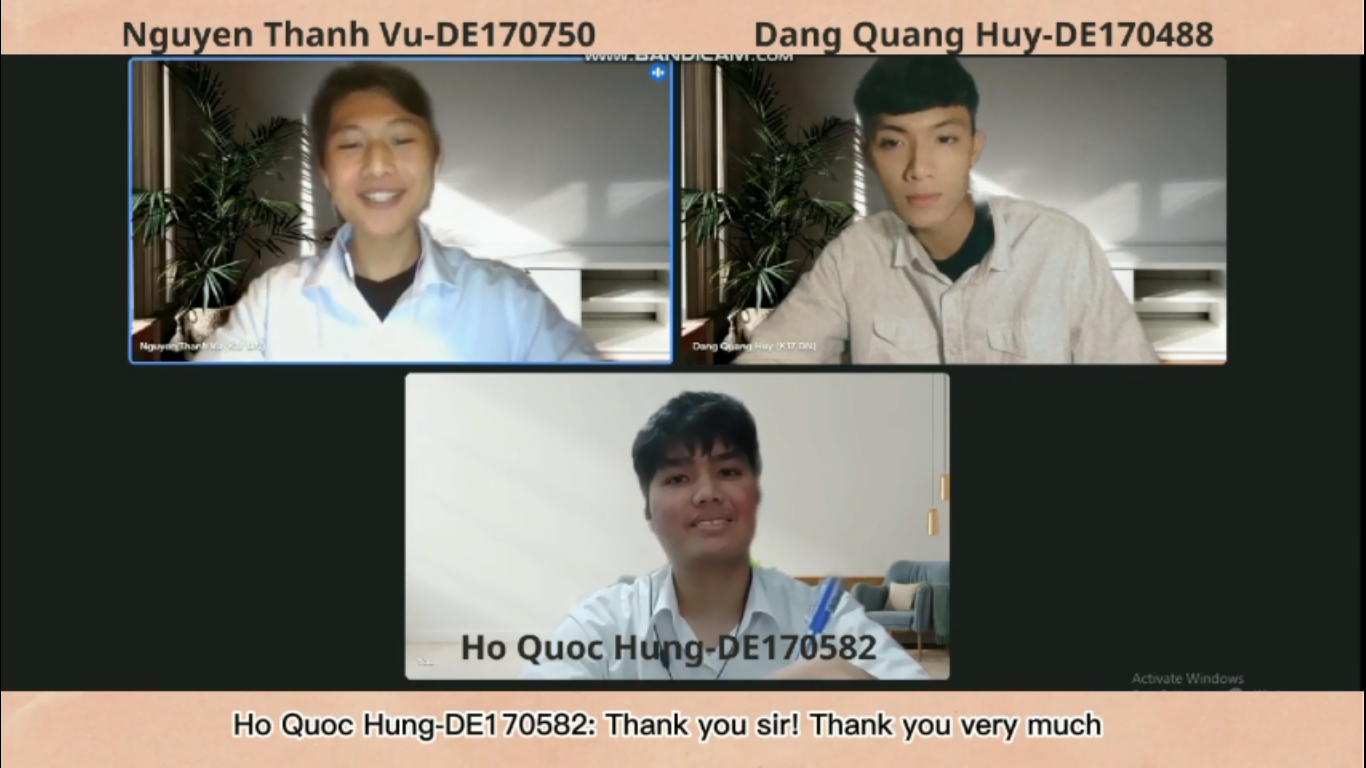 Nguyen Thanh Vu-DE170750
Dang Quang Huy-DE170488
www.BANDICAM.COM
Nguyen Thanh Vu
Dang Quang Huy (K17 DN)
Ho Quoc Hung-DE170582
Activate Windows
Ho Quoc Hung-DE170582: Thank you sir! Thank you very much